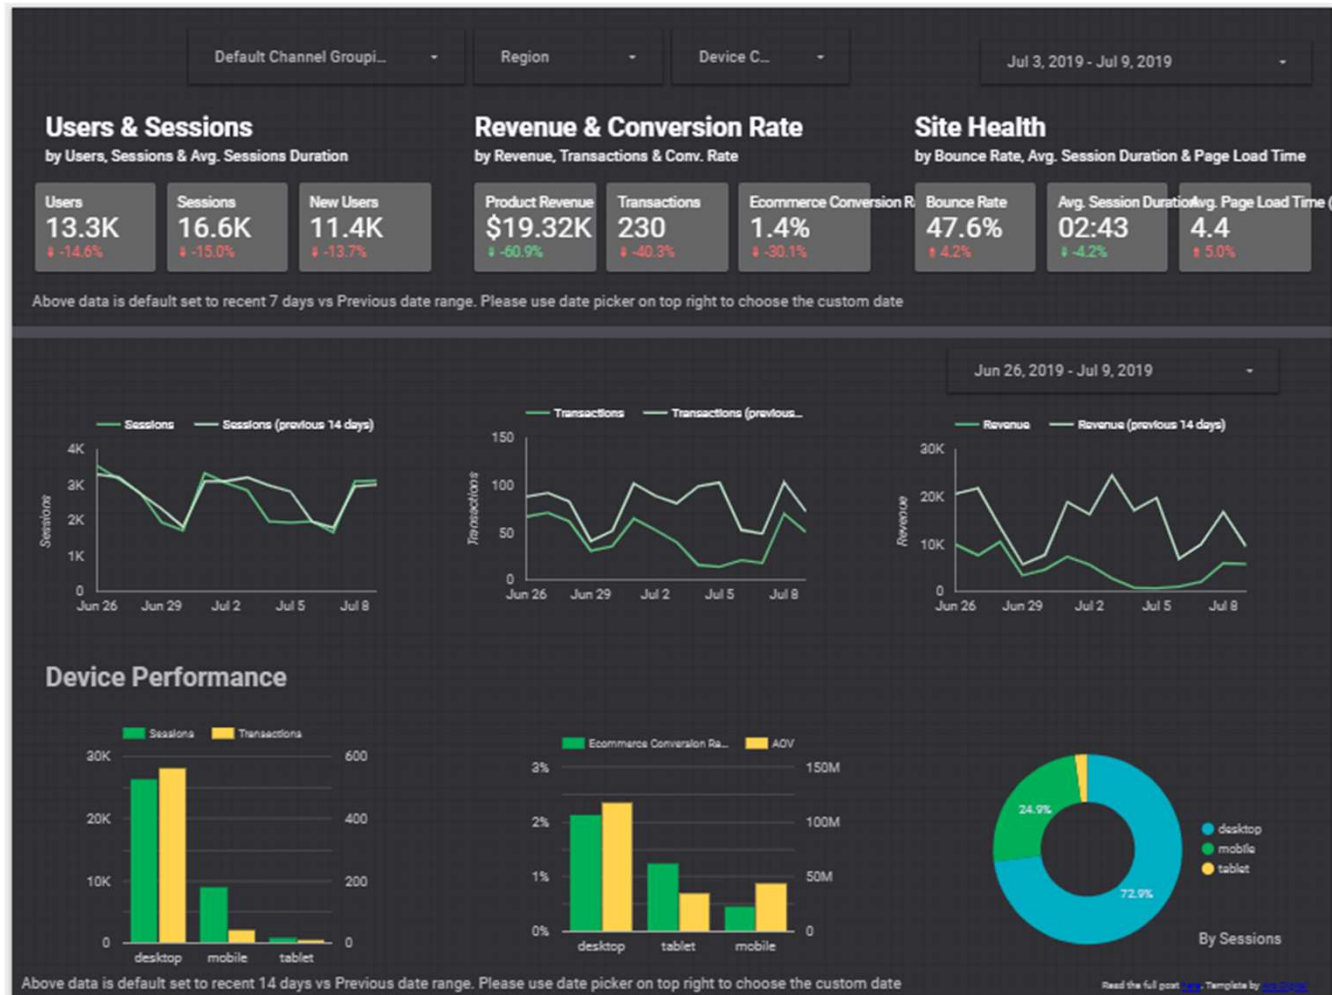 Default Channel Groupi...
Region
Device C...
Jul 3, 2019 - Jul 9, 2019
Users & Sessions
by Users, Sessions & Avg. Sessions Duration
Revenue & Conversion Rate
by Revenue, Transactions & Conv. Rate
Site Health
by Bounce Rate, Avg. Session Duration & Page Load Time
Users
13.3K
-14.6%
Sessions
16.6K
-15.0%
New Users
11.4K
-13.7%
Product Revenue
$19.32K
-60.9%
Transactions
230
-40.3%
Ecommerce Conversion R
1.4%
-30.1%
Bounce Rate
47.6%
4.2%
Avg. Session Duration
02:43
-4.2%
Avg. Page Load Time (
4.4
5.0%
Above data is default set to recent 7 days vs Previous date range. Please use date picker on top right to choose the custom date
Jun 26, 2019 - Jul 9, 2019
Sessions
Sessions (previous 14 days)
4K
3K
2K
1K
0
Sessions
Jun 26 Jun 29 Jul 2 Jul 5 Jul 8
Transactions
Transactions (previous...
150
100
50
0
Transactions
Jun 26 Jun 29 Jul 2 Jul 5 Jul 8
Revenue
Revenue (previous 14 days)
30K
20K
10K
0
Revenue
Jun 26 Jun 29 Jul 2 Jul 5 Jul 8
Device Performance
Sessions
Transactions
30K
20K
10K
0
600
400
200
0
desktop mobile tablet
Ecommerce Conversion Ra...
AOV
3%
2%
1%
0%
150M
100M
50M
0
desktop tablet mobile
24.9%
72.9%
desktop
mobile
tablet
By Sessions
Above data is default set to recent 14 days vs Previous date range. Please use date picker on top right to choose the custom date
Read the full post Template by